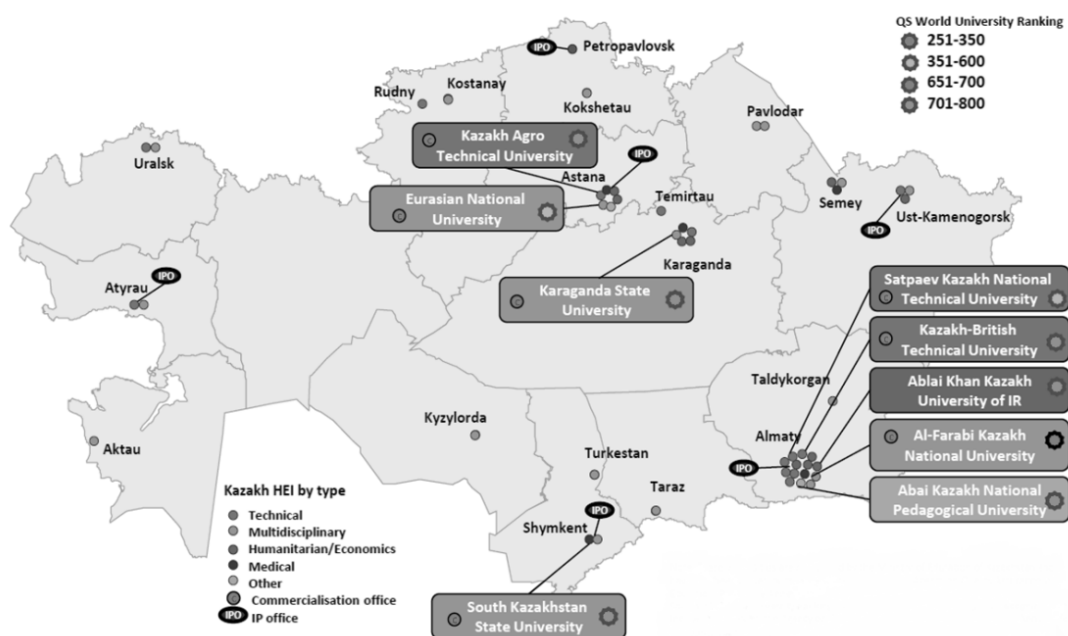 QS World University Ranking
251-350
351-600
651-700
701-800
IPO
Petropavlovsk
Rudny
Kostanay
Kokshetau
Pavlodar
Uralsk
C
Kazakh Agro
Technical University
IPO
Astana
Eurasian National
University
C
Temirtau
Semey
Ust-Kamenogorsk
IPO
Karaganda
Atyrau
IPO
Karaganda State
University
C
Satpaev Kazakh National
Technical University
C
Kazakh-British
Technical University
C
Taldykorgan
Ablai Khan Kazakh
University of IR
Kyzylorda
Almaty
Al-Farabi Kazakh
National University
C
IPO
Aktau
Turkestan
Taraz
Abai Kazakh National
Pedagogical University
Kazakh HEI by type
Technical
Multidisciplinary
Humanitarian/Economics
Medical
Other
C Commercialisation office
IPO IP office
IPO
Shymkent
South Kazakhstan
State University
C